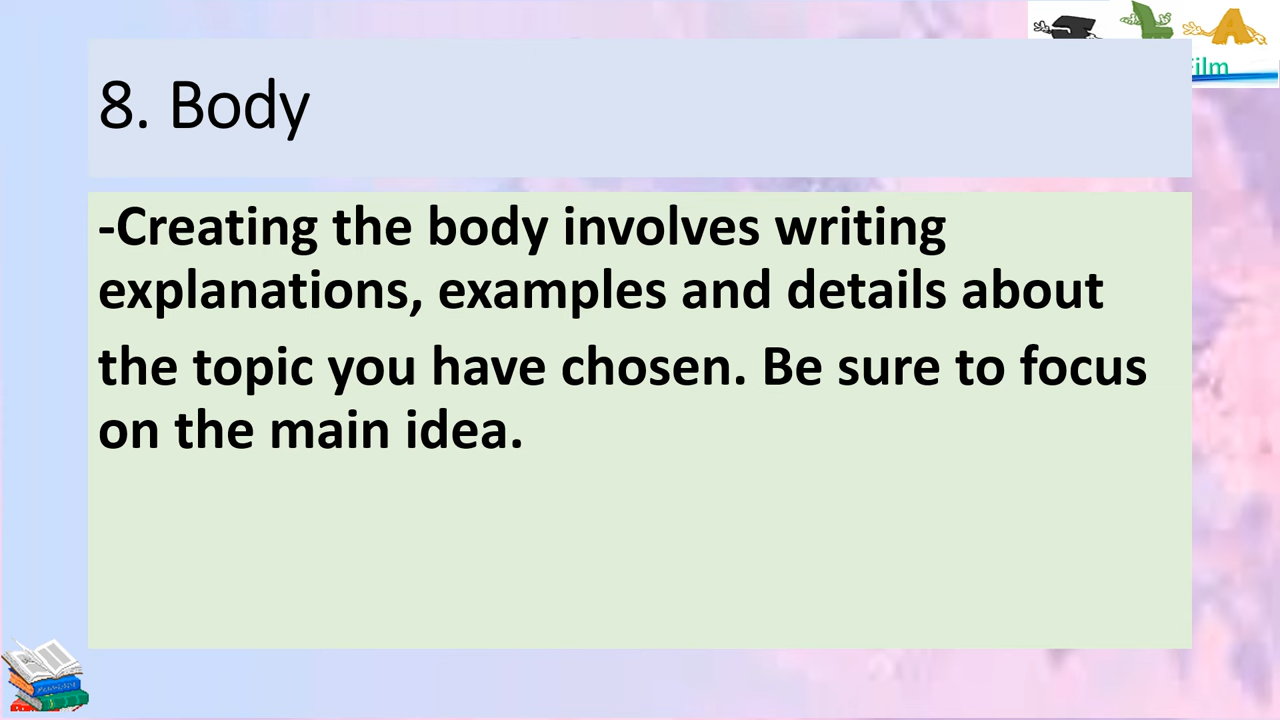 8. Body
-Creating the body involves writing
explanations, examples and details about
the topic you have chosen. Be sure to focus
on the main idea.